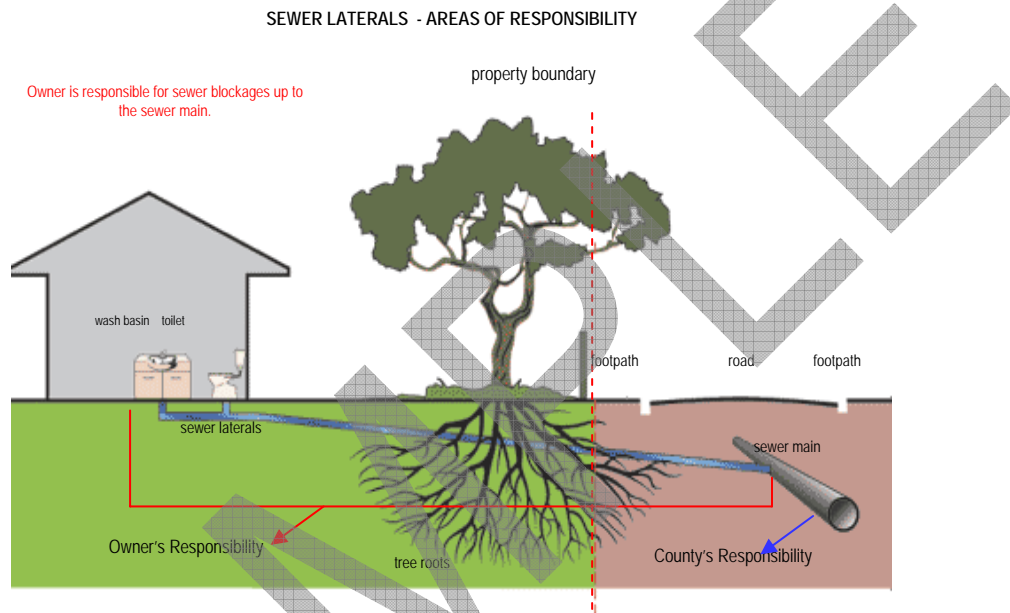 SEWER LATERALS - AREAS OF RESPONSIBILITY
property boundary
Owner is responsible for sewer blockages up to
the sewer main.
wash basin toilet
footpath road footpath
sewer laterals
sewer main
Owner's Responsibility
tree roots
County's Responsibility